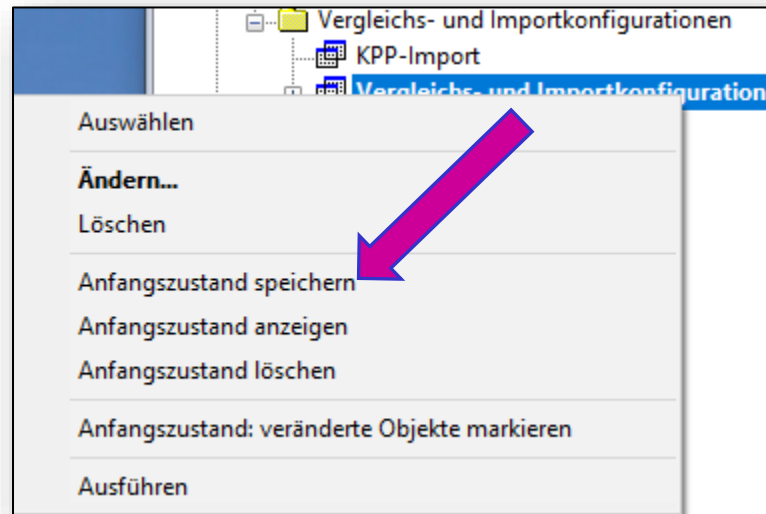 Vergleichs- und Importkonfigurationen
KPP-Import
Vergleichs- und Importkonfiguration
Auswählen
Ändern...
Löschen
Anfangszustand speichern
Anfangszustand anzeigen
Anfangszustand löschen
Anfangszustand: veränderte Objekte markieren
Ausführen